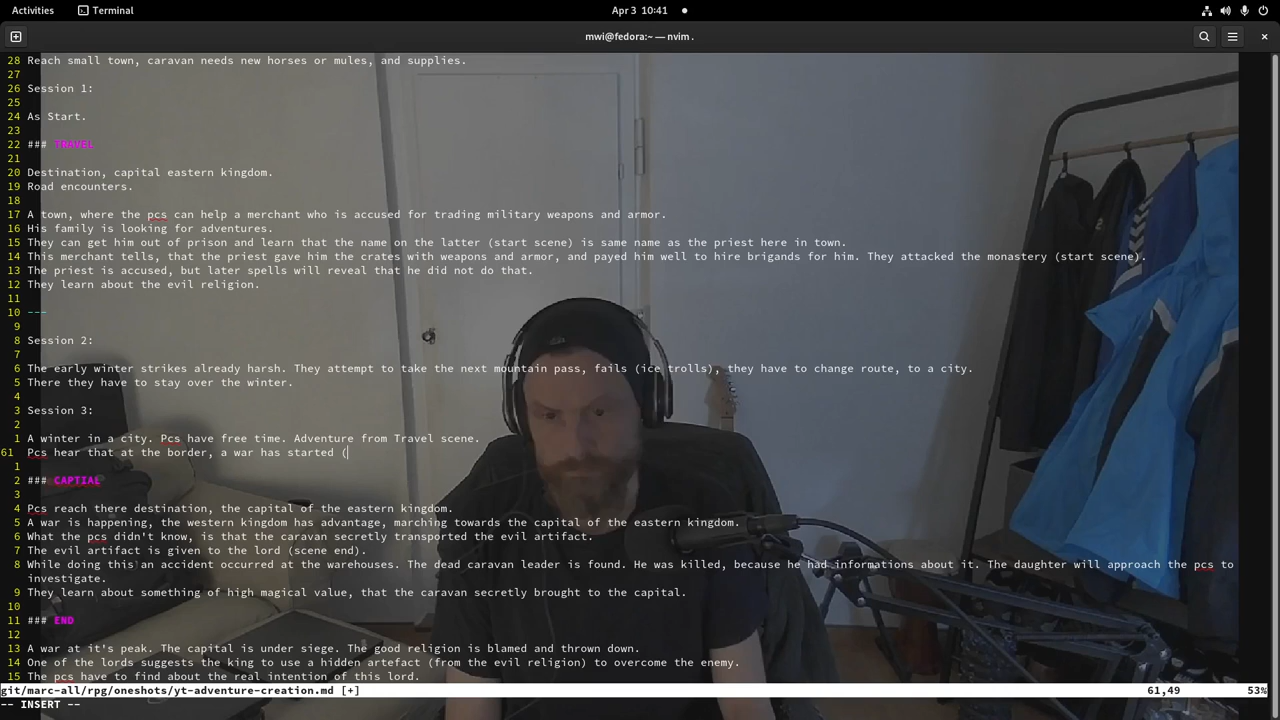 Activities
Terminal
Apr 3 10:41
mwi@fedora:~ — nvim .
28 Reach small town, caravan needs new horses or mules, and supplies.
27
26 Session 1:
25
24 As Start.
23
22 ### TRAVEL
21
20 Destination, capital eastern kingdom.
19 Road encounters.
18
17 A town, where the pcs can help a merchant who is accused for trading military weapons and armor.
16 His family is looking for adventures.
15 They can get him out of prison and learn that the name on the latter (start scene) is same name as the priest here in town.
14 This merchant tells, that the priest gave him the crates with weapons and armor, and payed him well to hire brigands for him. They attacked the monastery (start scene).
13 The priest is accused, but later spells will reveal that he did not do that.
12 They learn about the evil religion.
11
10 ---
9
8 Session 2:
7
6 The early winter strikes already harsh. They attempt to take the next mountain pass, fails (ice trolls), they have to change route, to a city.
5 There they have to stay over the winter.
4
3 Session 3:
2
1 A winter in a city. Pcs have free time. Adventure from Travel scene.
61 Pcs hear that at the border, a war has started (
1
2 ### CAPTIAL
3
4 Pcs reach there destination, the capital of the eastern kingdom.
5 A war is happening, the western kingdom has advantage, marching towards the capital of the eastern kingdom.
6 What the pcs didn't know, is that the caravan secretly transported the evil artifact.
7 The evil artifact is given to the lord (scene end).
8 While doing this an accident occurred at the warehouses. The dead caravan leader is found. He was killed, because he had informations about it. The daughter will approach the pcs to
investigate.
9 They learn about something of high magical value, that the caravan secretly brought to the capital.
10
11 ### END
12
13 A war at it's peak. The capital is under siege. The good religion is blamed and thrown down.
14 One of the lords suggests the king to use a hidden artefact (from the evil religion) to overcome the enemy.
15 The pcs have to find about the real intention of this lord.
git/marc-all/rpg/oneshots/yt-adventure-creation.md [+] 61,49 53%
-- INSERT --